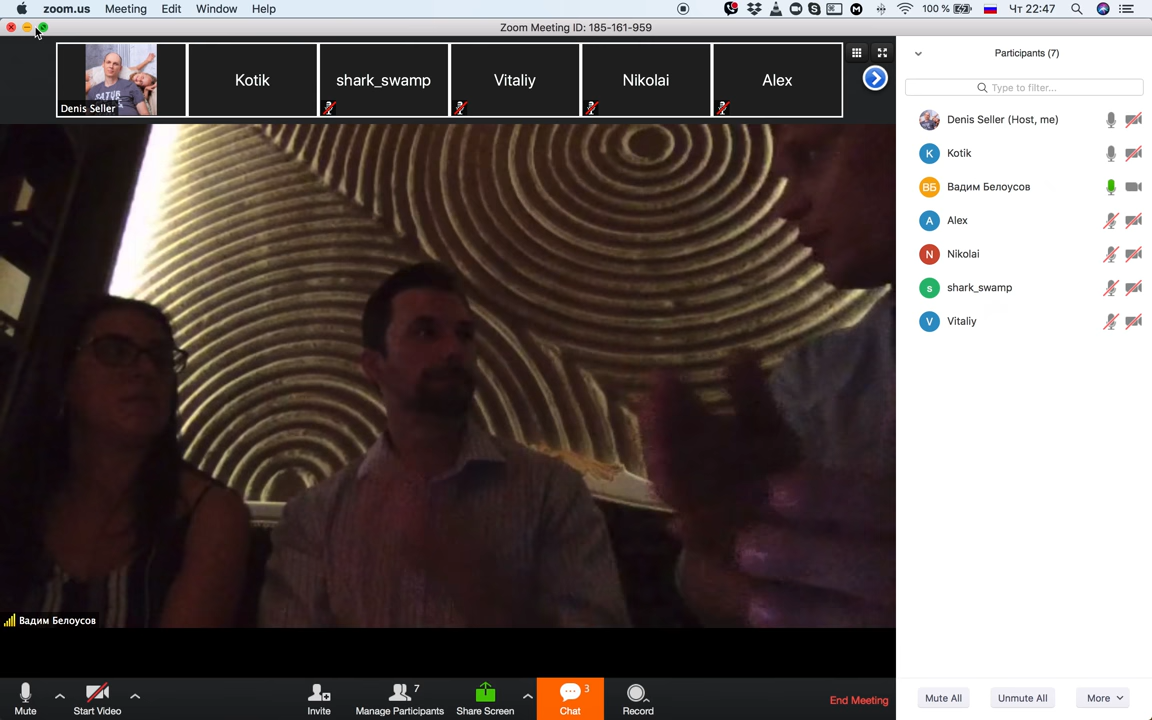 zoom.us Meeting Edit Window Help 100 % Чт 22:47
Zoom Meeting ID: 185-161-959
Denis Seller
Kotik
shark_swamp
Vitaliy
Nikolai
Alex
Participants (7)
Type to filter...
Denis Seller (Host, me)
K Kotik
ВБ Вадим Белоусов
A Alex
N Nikolai
s shark_swamp
V Vitaliy
Вадим Белоусов
Mute
Start Video
Invite
7
Manage Participants
Share Screen
3
Chat
Record
End Meeting
Mute All
Unmute All
More